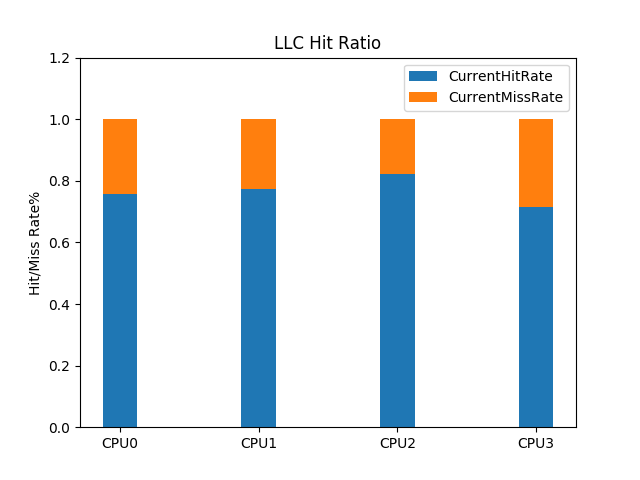 LLC Hit Ratio
CurrentHitRate
CurrentMissRate
Hit/Miss Rate%
1.2
1.0
0.8
0.6
0.4
0.2
0.0
CPU0 CPU1 CPU2 CPU3